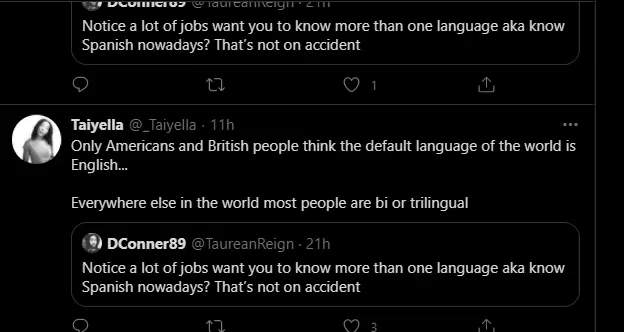 DConner89 @TaureanReign · 21h
Notice a lot of jobs want you to know more than one language aka know
Spanish nowadays? That's not on accident
1
Taiyella @_Taiyella · 11h
Only Americans and British people think the default language of the world is
English...
Everywhere else in the world most people are bi or trilingual
DConner89 @TaureanReign · 21h
Notice a lot of jobs want you to know more than one language aka know
Spanish nowadays? That's not on accident
3